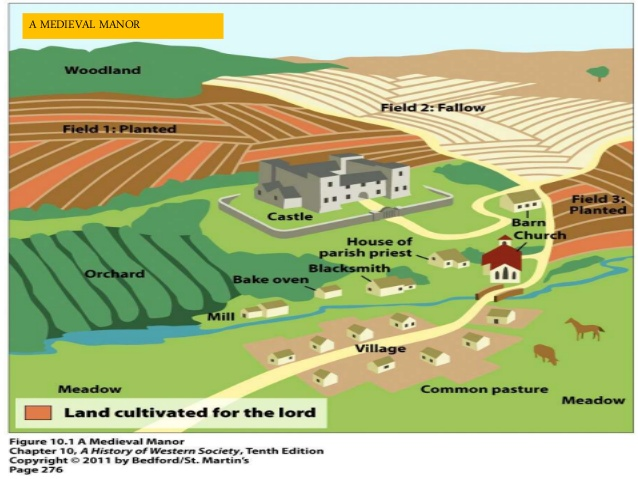 A MEDIEVAL MANOR
Woodland
Field 2: Fallow
Field 1: Planted
Field 3:
Planted
Castle
Barn
Church
House of
parish priest
Orchard
Blacksmith
Bake oven
Mill
Village
Meadow
Common pasture
Meadow
Land cultivated for the lord
Figure 10.1 A Medieval Manor
Chapter 10, A History of Western Society, Tenth Edition
Copyright © 2011 by Bedford/St. Martin's
Page 276